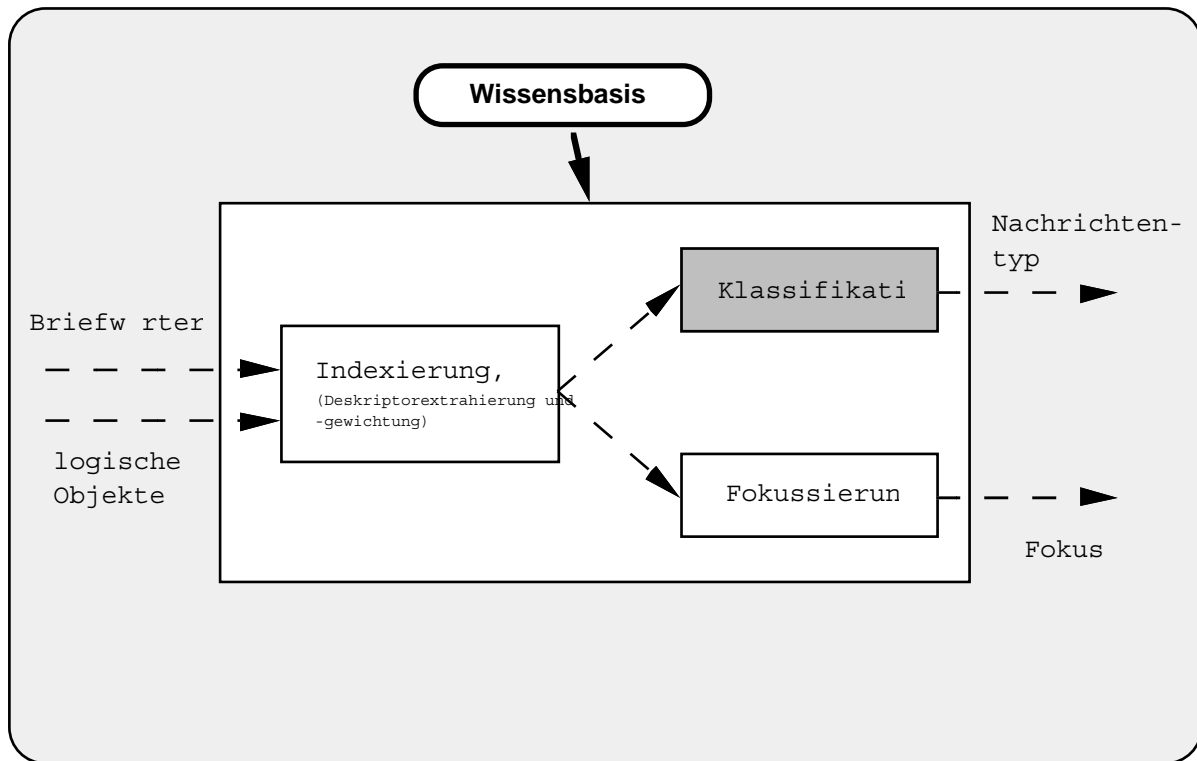 Wissensbasis
Nachrichten-
typ
Klassifikati
Briefw rter
Indexierung,
(Deskriptorextrahierung und
-gewichtung)
logische
Objekte
Fokussierun
Fokus